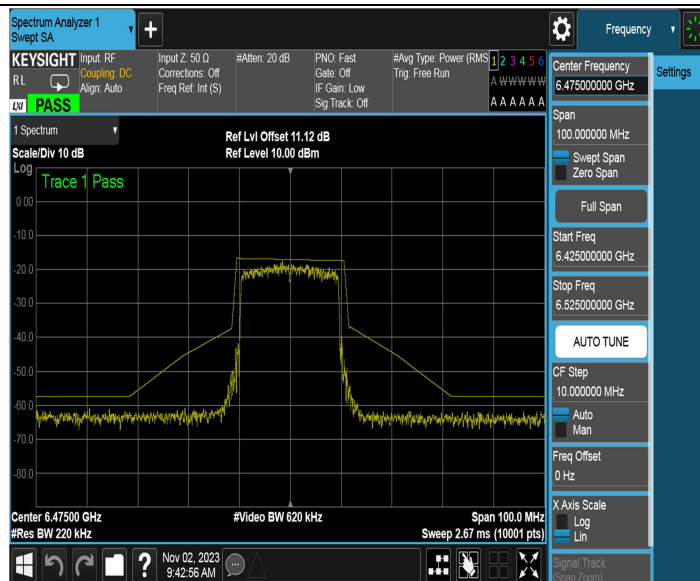 Spectrum Analyzer 1
Swept SA
Frequency
KEYSIGHT
Input: RF
Coupling: DC
Align: Auto
Input Z: 50 Ω
Corrections: Off
Freq Ref: Int (S)
#Atten: 20 dB
PNO: Fast
Gate: Off
IF Gain: Low
Sig Track: Off
#Avg Type: Power (RMS
Trig: Free Run
1 2 3 4 5 6
A W W W W W
A A A A A A
R L
LXI
PASS
1 Spectrum
Scale/Div 10 dB
Ref Lvl Offset 11.12 dB
Ref Level 10.00 dBm
Log
Trace 1 Pass
0.00
-10.0
-20.0
-30.0
-40.0
-50.0
-60.0
-70.0
-80.0
Center 6.47500 GHz
#Video BW 620 kHz
Span 100.0 MHz
#Res BW 220 kHz
Sweep 2.67 ms (10001 pts)
Nov 02, 2023
9:42:56 AM
Center Frequency
6.475000000 GHz
Settings
Span
100.000000 MHz
Swept Span
Zero Span
Full Span
Start Freq
6.425000000 GHz
Stop Freq
6.525000000 GHz
AUTO TUNE
CF Step
10.000000 MHz
Auto
Man
Freq Offset
0 Hz
X Axis Scale
Log
Lin
Signal Track
(Span Zoom)